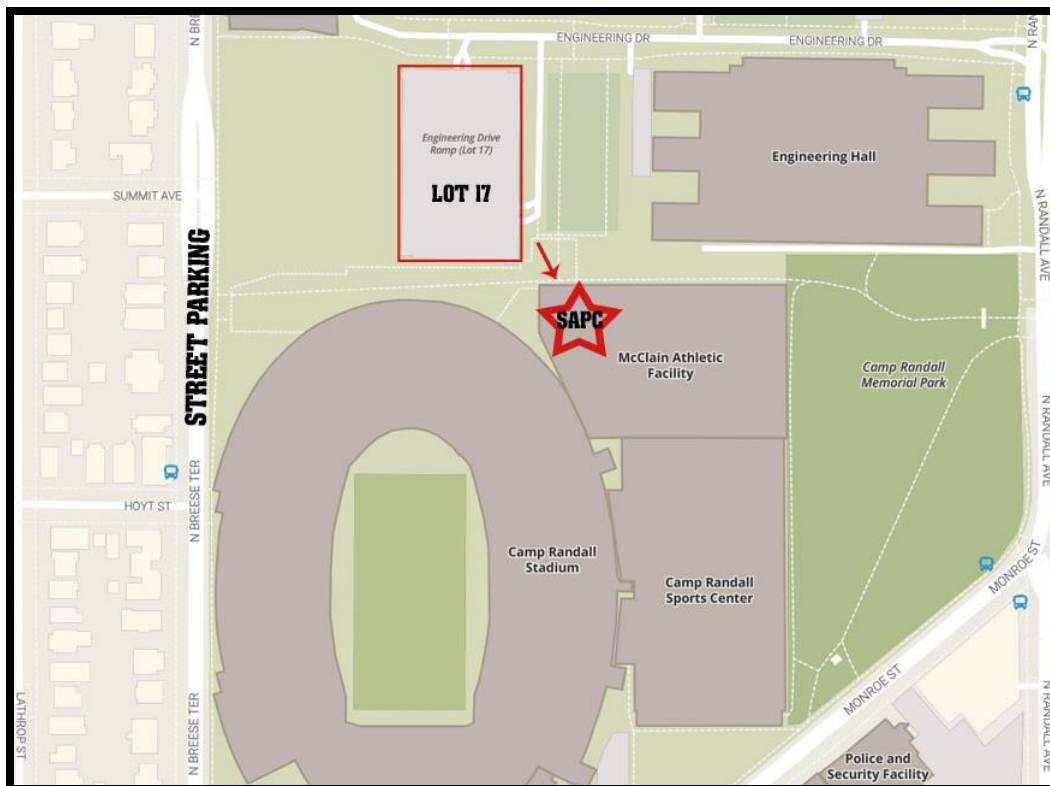 N BRE
ENGINEERING DR
ENGINEERING DR
N RAN
Engineering Drive
Ramp (Lot 17)
LOT 17
Engineering Hall
SUMMIT AVE
N RANDALL AVE
STREET PARKING
SAPC
McClain Athletic
Facility
Camp Randall
Memorial Park
N RANDALL AVE
N BREESE TER
HOYT ST
Camp Randall
Stadium
Camp Randall
Sports Center
MONROE ST
MONROE ST
LATHROP ST
N BREESE TER
N RANDALL AVE
Police and
Security Facility